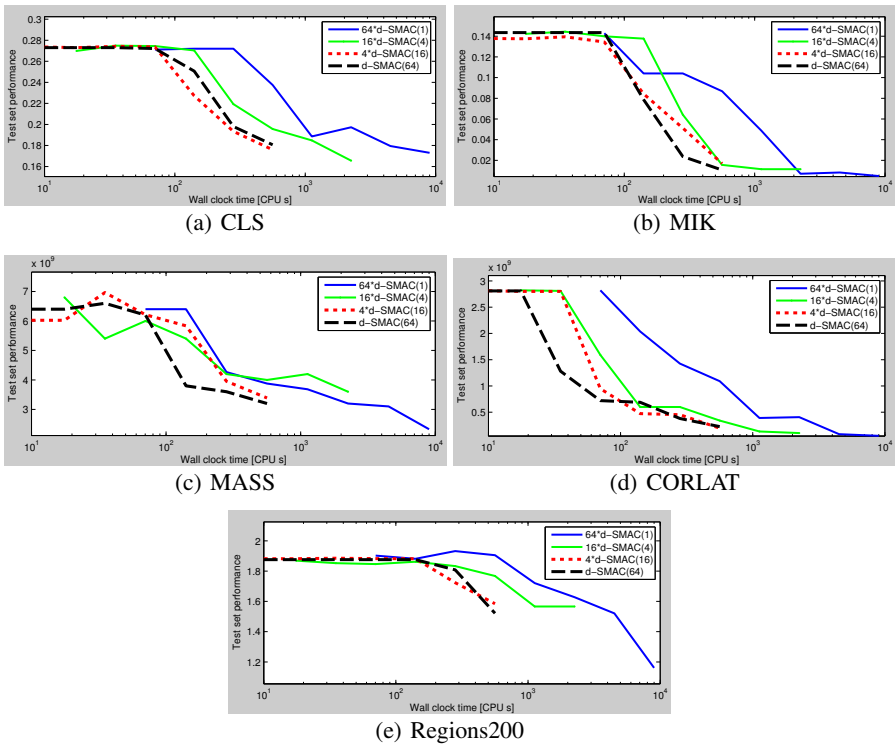 0.3
0.28
0.26
0.24
0.22
0.2
0.18
0.16
Test set performance
10^1
10^2
10^3
10^4
Wall clock time [CPU s]
64*d−SMAC(1)
16*d−SMAC(4)
4*d−SMAC(16)
d−SMAC(64)
(a) CLS
0.14
0.12
0.1
0.08
0.06
0.04
0.02
Test set performance
10^1
10^2
10^3
10^4
Wall clock time [CPU s]
64*d−SMAC(1)
16*d−SMAC(4)
4*d−SMAC(16)
d−SMAC(64)
(b) MIK
x 10^9
7
6
5
4
3
Test set performance
10^1
10^2
10^3
10^4
Wall clock time [CPU s]
64*d−SMAC(1)
16*d−SMAC(4)
4*d−SMAC(16)
d−SMAC(64)
(c) MASS
x 10^9
3
2.5
2
1.5
1
0.5
Test set performance
10^1
10^2
10^3
10^4
Wall clock time [CPU s]
64*d−SMAC(1)
16*d−SMAC(4)
4*d−SMAC(16)
d−SMAC(64)
(d) CORLAT
2
1.8
1.6
1.4
1.2
Test set performance
10^1
10^2
10^3
10^4
Wall clock time [CPU s]
64*d−SMAC(1)
16*d−SMAC(4)
4*d−SMAC(16)
d−SMAC(64)
(e) Regions200